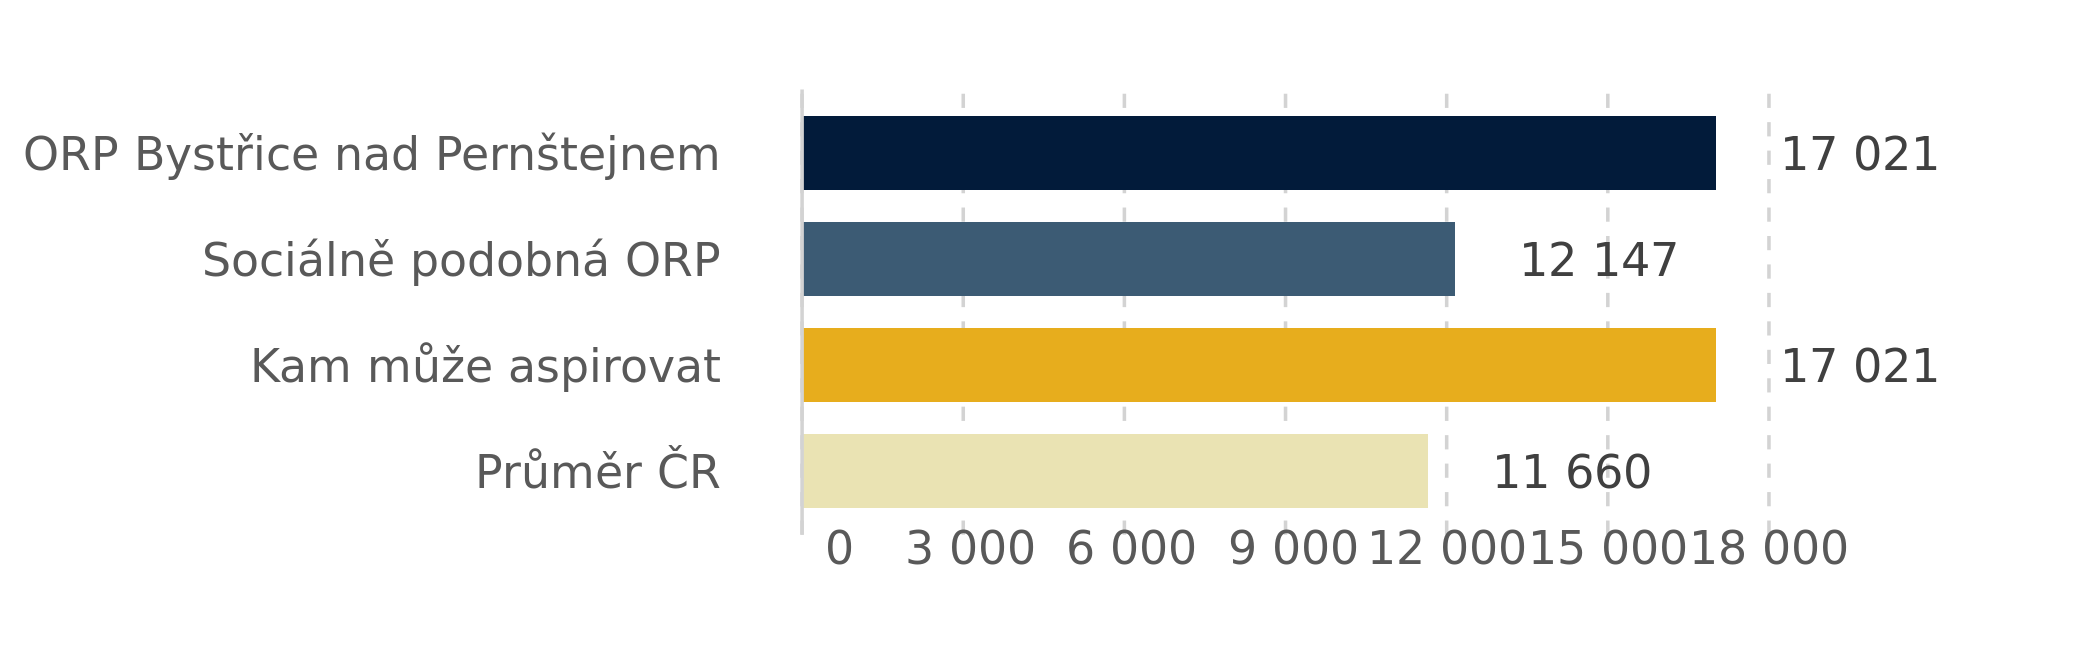 ORP Bystřice nad Pernštejnem 17 021
Sociálně podobná ORP 12 147
Kam může aspirovat 17 021
Průměr ČR 11 660
0 3 000 6 000 9 000 12 000 15 000 18 000